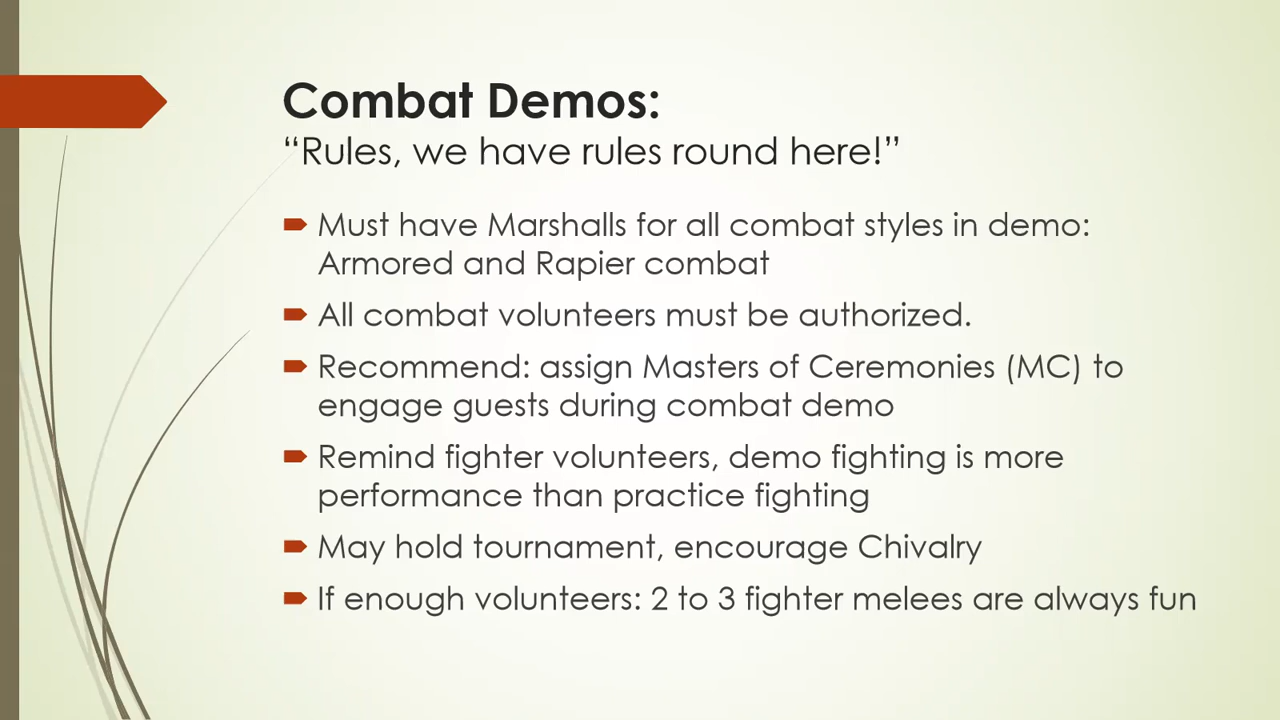 Combat Demos:
“Rules, we have rules round here!”
Must have Marshalls for all combat styles in demo:
Armored and Rapier combat
All combat volunteers must be authorized.
Recommend: assign Masters of Ceremonies (MC) to
engage guests during combat demo
Remind fighter volunteers, demo fighting is more
performance than practice fighting
May hold tournament, encourage Chivalry
If enough volunteers: 2 to 3 fighter melees are always fun